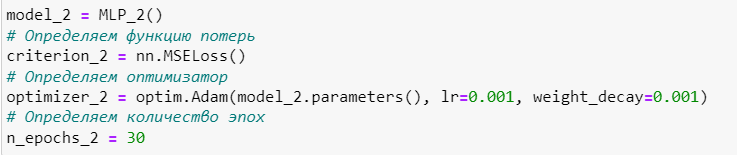 model_2 = MLP_2()
# Определяем функцию потерь
criterion_2 = nn.MSELoss()
# Определяем оптимизатор
optimizer_2 = optim.Adam(model_2.parameters(), lr=0.001, weight_decay=0.001)
# Определяем количество эпох
n_epochs_2 = 30